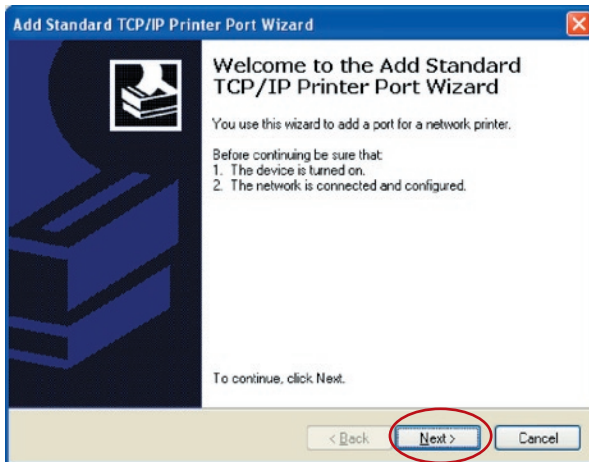 Add Standard TCP/IP Printer Port Wizard
Welcome to the Add Standard
TCP/IP Printer Port Wizard
You use this wizard to add a port for a network printer.
Before continuing be sure that:
1. The device is turned on.
2. The network is connected and configured.
To continue, click Next.
< Back Next > Cancel